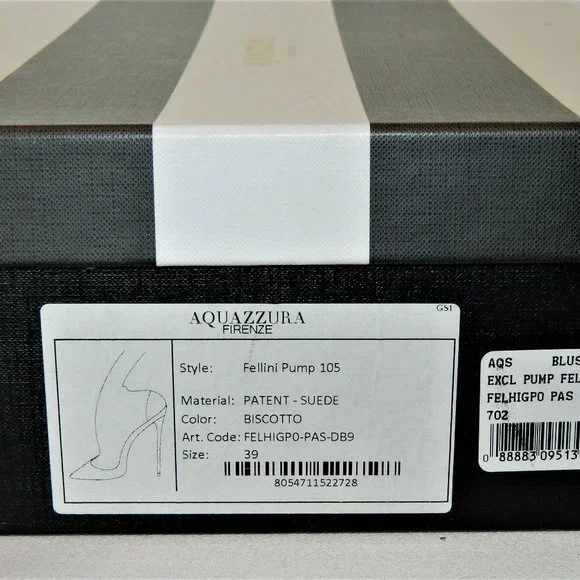 AQUAZZURA
FIRENZE
GS1
Style: Fellini Pump 105
Material: PATENT - SUEDE
Color: BISCOTTO
Art. Code: FELHIGP0-PAS-DB9
Size: 39
8054711522728
AQS BLUS
EXCL PUMP FEL
FELHIGP0 PAS
702
0 88883 09513